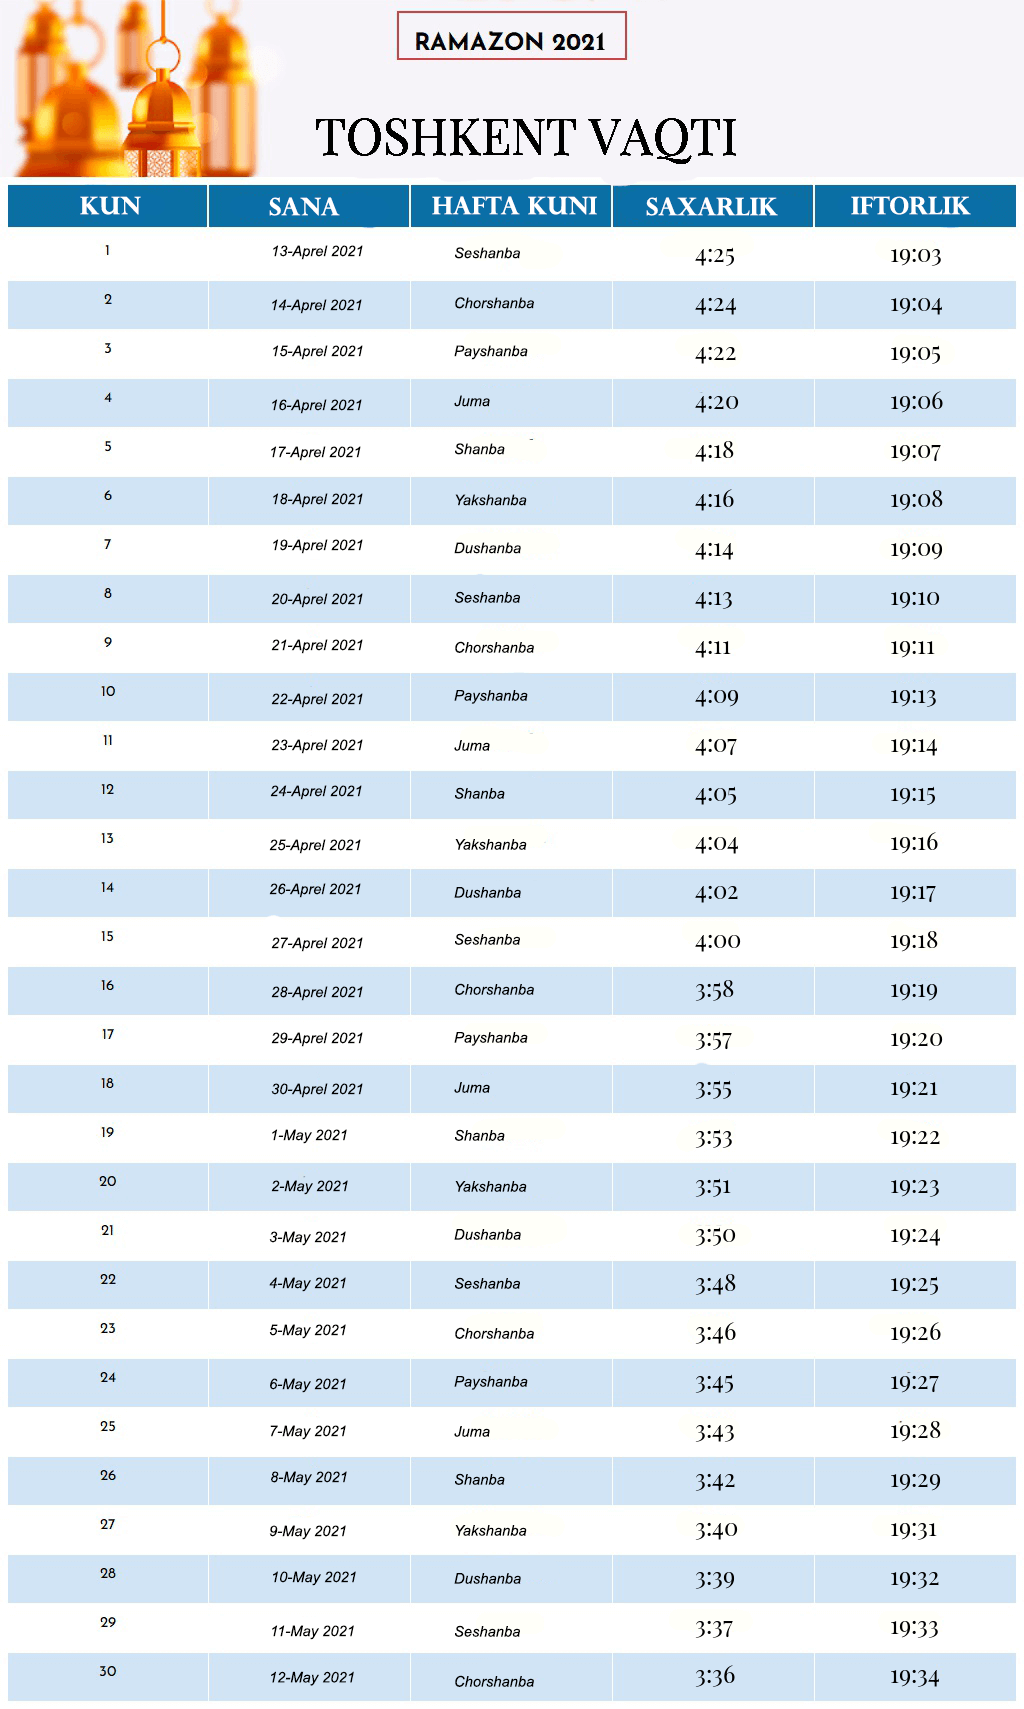 RAMAZON 2021
TOSHKENT VAQTI
KUN SANA HAFTA KUNI SAXARLIK IFTORLIK
1 13-Aprel 2021 Seshanba 4:25 19:03
2 14-Aprel 2021 Chorshanba 4:24 19:04
3 15-Aprel 2021 Payshanba 4:22 19:05
4 16-Aprel 2021 Juma 4:20 19:06
5 17-Aprel 2021 Shanba 4:18 19:07
6 18-Aprel 2021 Yakshanba 4:16 19:08
7 19-Aprel 2021 Dushanba 4:14 19:09
8 20-Aprel 2021 Seshanba 4:13 19:10
9 21-Aprel 2021 Chorshanba 4:11 19:11
10 22-Aprel 2021 Payshanba 4:09 19:13
11 23-Aprel 2021 Juma 4:07 19:14
12 24-Aprel 2021 Shanba 4:05 19:15
13 25-Aprel 2021 Yakshanba 4:04 19:16
14 26-Aprel 2021 Dushanba 4:02 19:17
15 27-Aprel 2021 Seshanba 4:00 19:18
16 28-Aprel 2021 Chorshanba 3:58 19:19
17 29-Aprel 2021 Payshanba 3:57 19:20
18 30-Aprel 2021 Juma 3:55 19:21
19 1-May 2021 Shanba 3:53 19:22
20 2-May 2021 Yakshanba 3:51 19:23
21 3-May 2021 Dushanba 3:50 19:24
22 4-May 2021 Seshanba 3:48 19:25
23 5-May 2021 Chorshanba 3:46 19:26
24 6-May 2021 Payshanba 3:45 19:27
25 7-May 2021 Juma 3:43 19:28
26 8-May 2021 Shanba 3:42 19:29
27 9-May 2021 Yakshanba 3:40 19:31
28 10-May 2021 Dushanba 3:39 19:32
29 11-May 2021 Seshanba 3:37 19:33
30 12-May 2021 Chorshanba 3:36 19:34